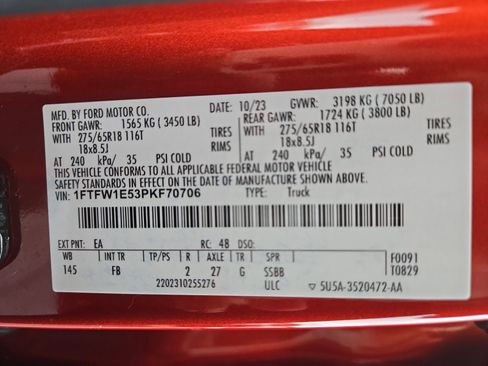 MFD. BY FORD MOTOR CO. DATE: 10/23 GVWR: 3198 KG ( 7050 LB)
FRONT GAWR: 1565 KG ( 3450 LB) REAR GAWR: 1724 KG ( 3800 LB)
WITH 275/65R18 116T TIRES WITH 275/65R18 116T TIRES
18x8.5J RIMS 18x8.5J RIMS
AT 240 kPa/ 35 PSI COLD AT 240 kPa/ 35 PSI COLD
THIS VEHICLE CONFORMS TO ALL APPLICABLE FEDERAL MOTOR VEHICLE
SAFETY STANDARDS IN EFFECT ON THE DATE OF MANUFACTURE SHOWN ABOVE.
VIN: 1FTFW1E53PKF70706 TYPE: Truck
EXT PNT: EA RC: 48 DSO:
WB INT TR TP/PS R AXLE TR SPR F0091
145 FB 2 27 G SSBB T0829
2202310255276 ULC ▽ 5U5A-3520472-AA